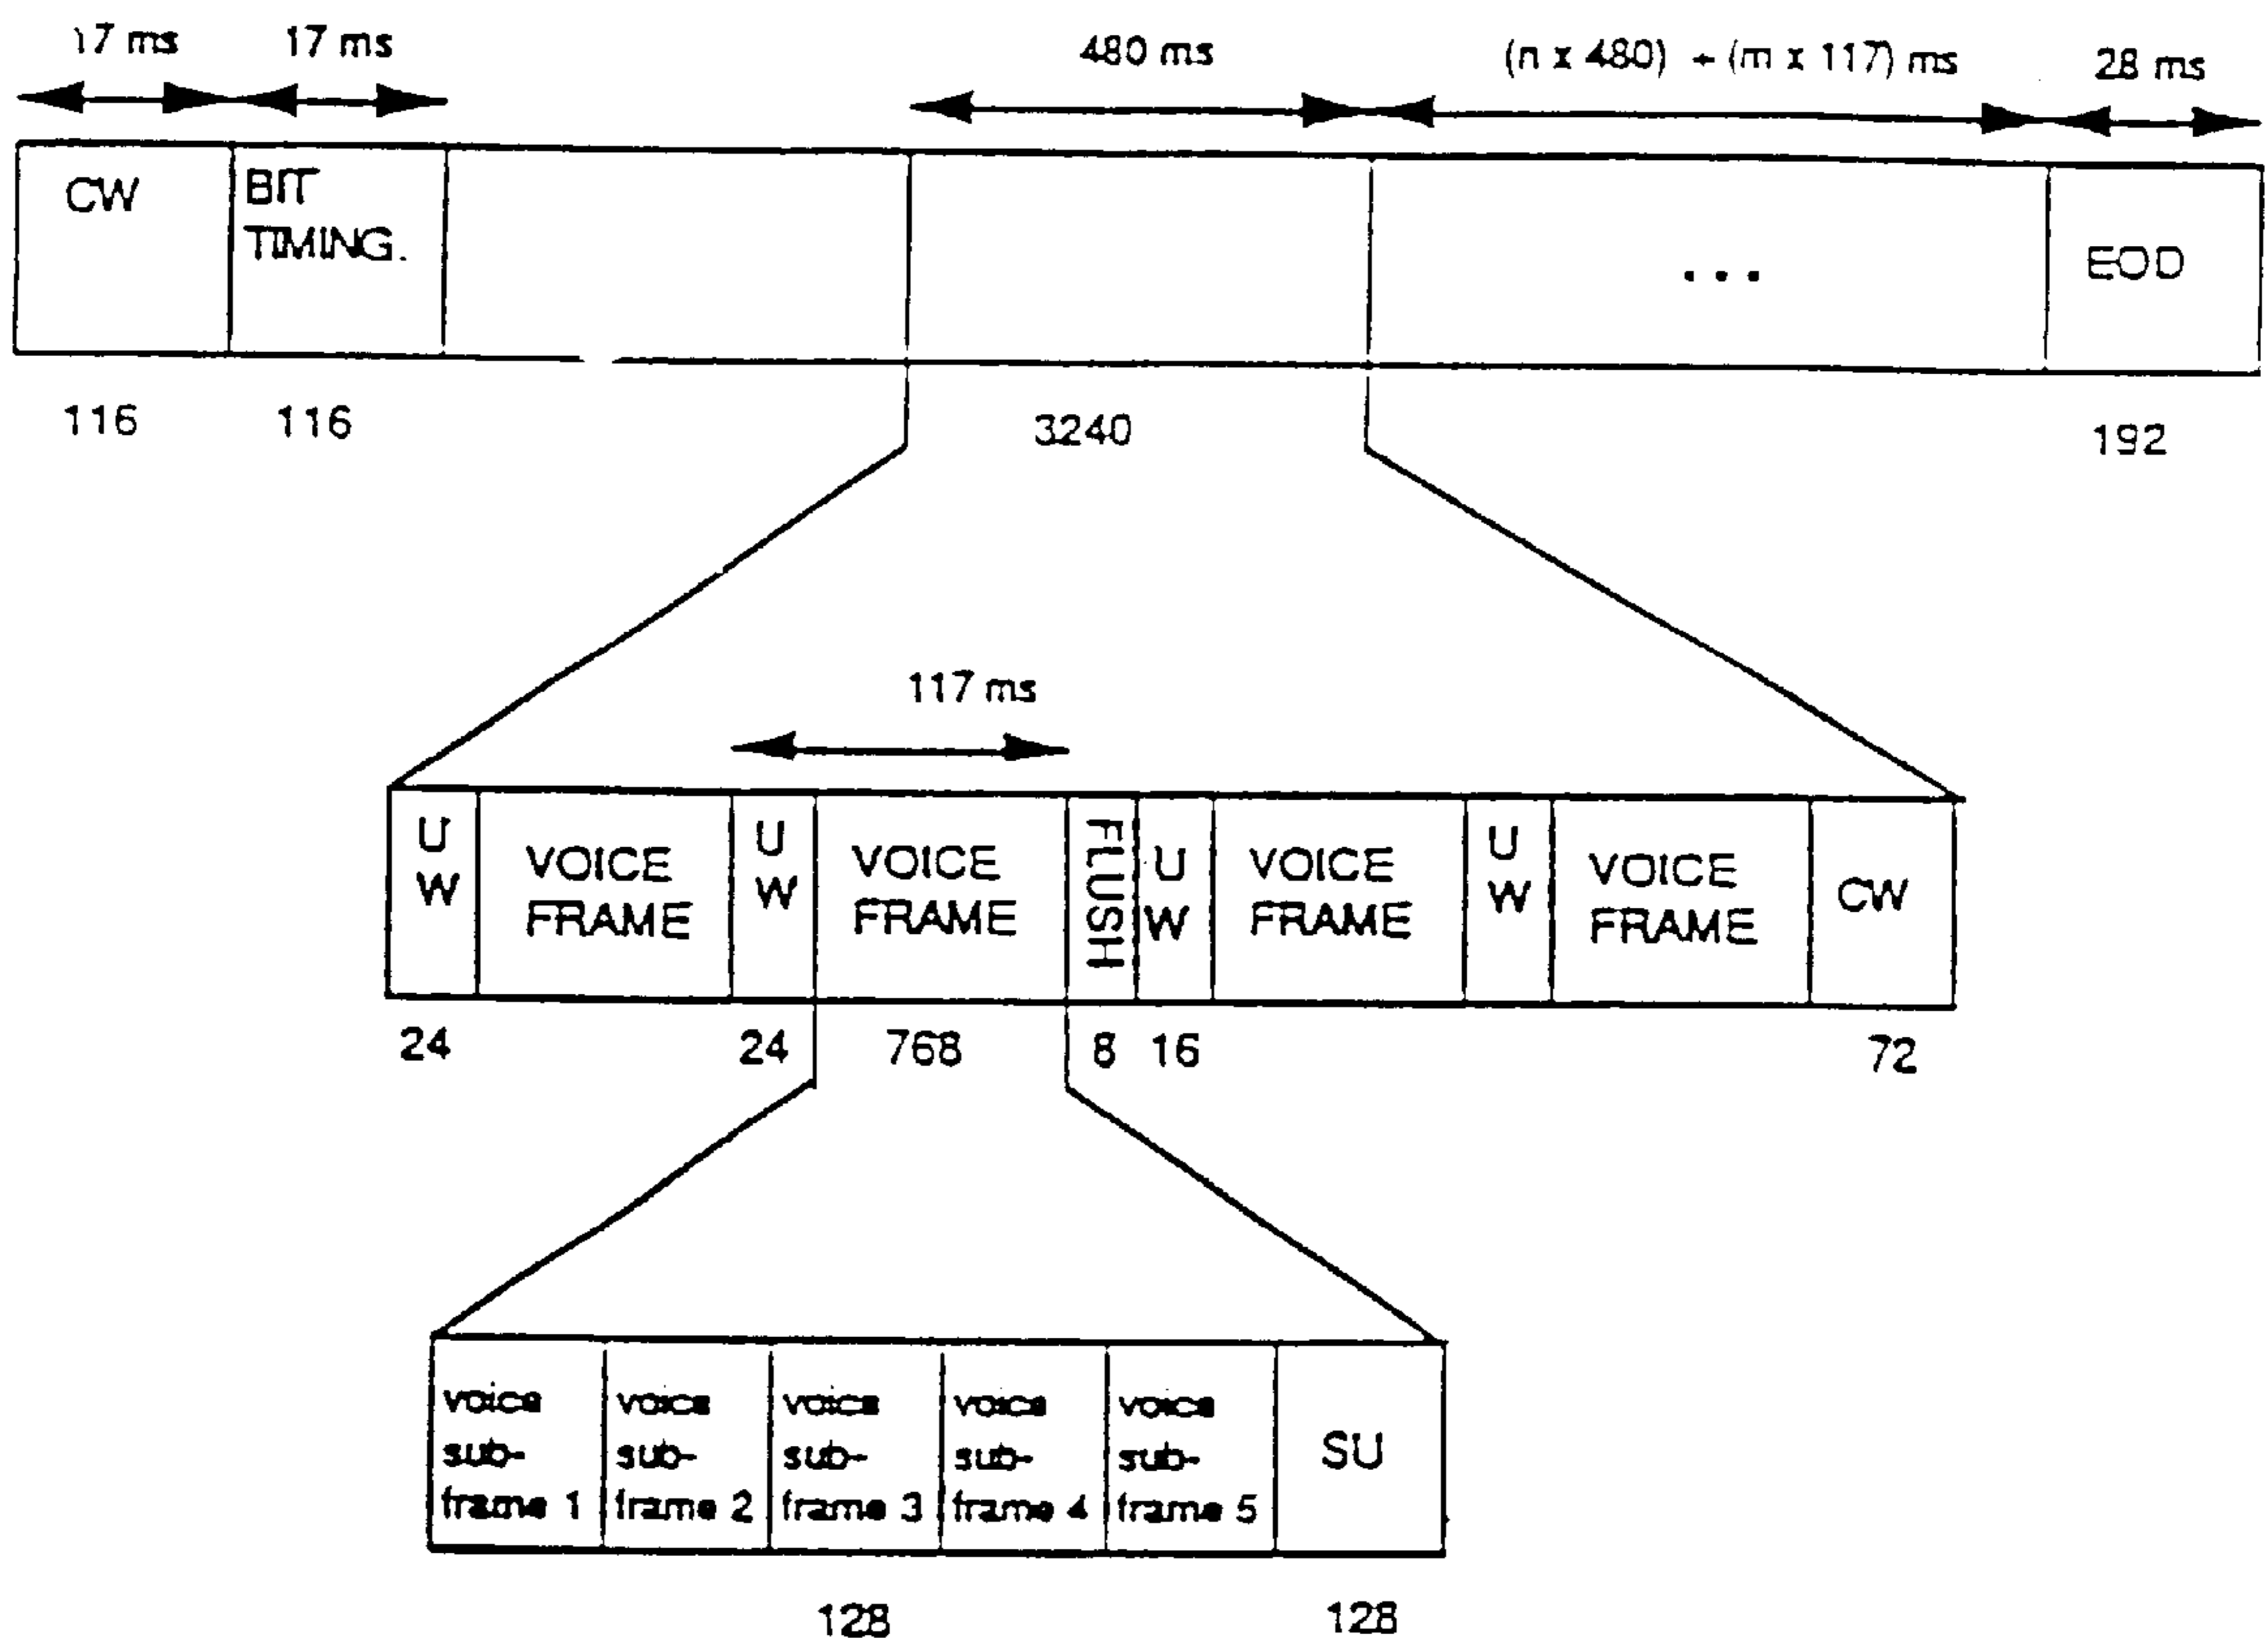 17 ms 17 ms 480 ms (n x 480) + (m x 117) ms 28 ms
CW
BIT
TIMING.
...
EOD
116 116 3240 192
117 ms
U
W
VOICE
FRAME
U
W
VOICE
FRAME
FLUSH
U
W
VOICE
FRAME
U
W
VOICE
FRAME
CW
24 24 768 8 16 72
voice
sub-
frame 1
voice
sub-
frame 2
voice
sub-
frame 3
voice
sub-
frame 4
voice
sub-
frame 5
SU
128 128